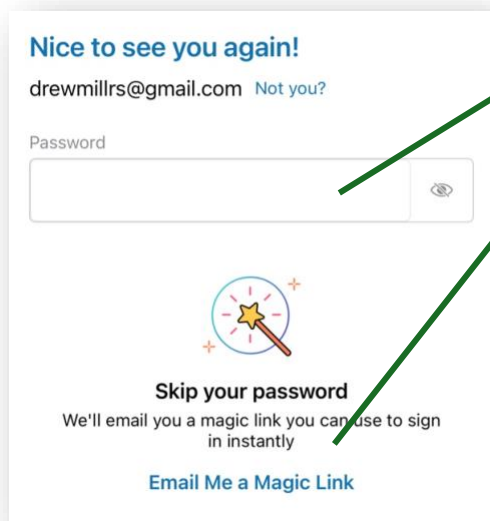 Nice to see you again!
drewmillrs@gmail.com Not you?
Password
Skip your password
We'll email you a magic link you can use to sign
in instantly
Email Me a Magic Link